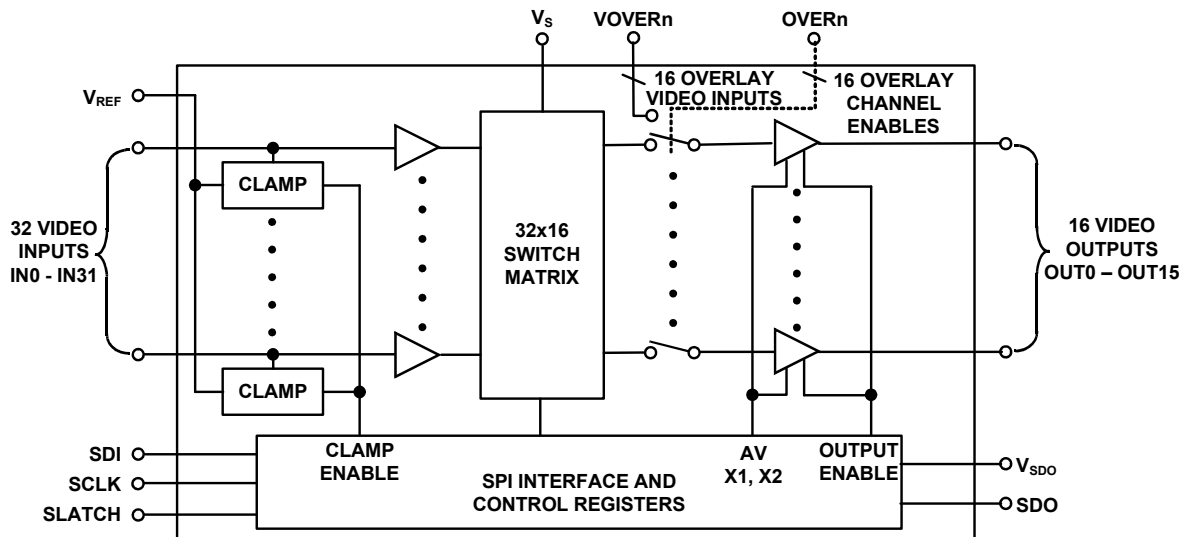 VS
VOVERn
OVERn
VREF
16 OVERLAY
VIDEO INPUTS
16 OVERLAY
CHANNEL
ENABLES
CLAMP
32 VIDEO
INPUTS
IN0 - IN31
32x16
SWITCH
MATRIX
16 VIDEO
OUTPUTS
OUT0 – OUT15
CLAMP
SDI
SCLK
SLATCH
CLAMP
ENABLE
AV
X1, X2
OUTPUT
ENABLE
SPI INTERFACE AND
CONTROL REGISTERS
VSDO
SDO